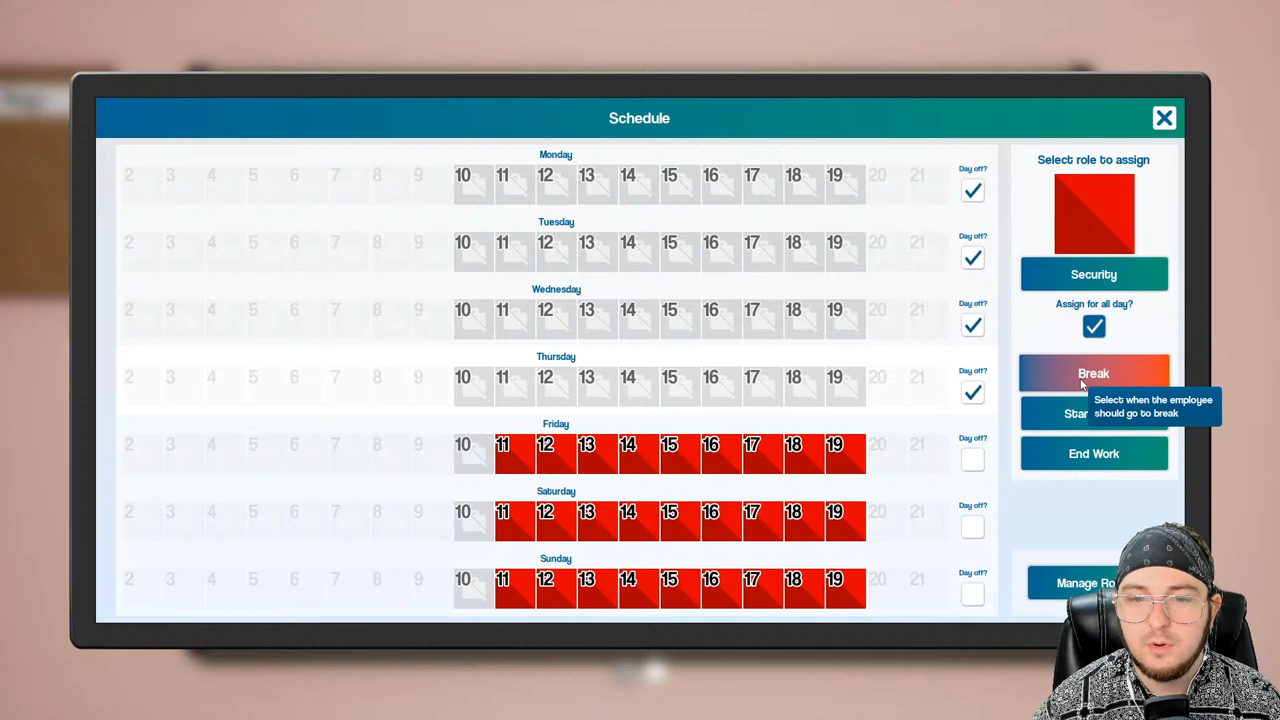 Schedule
Select role to assign
Monday
Day off?
2 3 4 5 6 7 8 9 10 11 12 13 14 15 16 17 18 19 20 21
Tuesday
Day off?
2 3 4 5 6 7 8 9 10 11 12 13 14 15 16 17 18 19 20 21
Security
Wednesday
Day off?
2 3 4 5 6 7 8 9 10 11 12 13 14 15 16 17 18 19 20 21
Assign for all day?
Thursday
Day off?
2 3 4 5 6 7 8 9 10 11 12 13 14 15 16 17 18 19 20 21
Break
Select when the employee
should go to break
Friday
Day off?
2 3 4 5 6 7 8 9 10 11 12 13 14 15 16 17 18 19 20 21
End Work
Saturday
Day off?
2 3 4 5 6 7 8 9 10 11 12 13 14 15 16 17 18 19 20 21
Sunday
Day off?
2 3 4 5 6 7 8 9 10 11 12 13 14 15 16 17 18 19 20 21
Manage